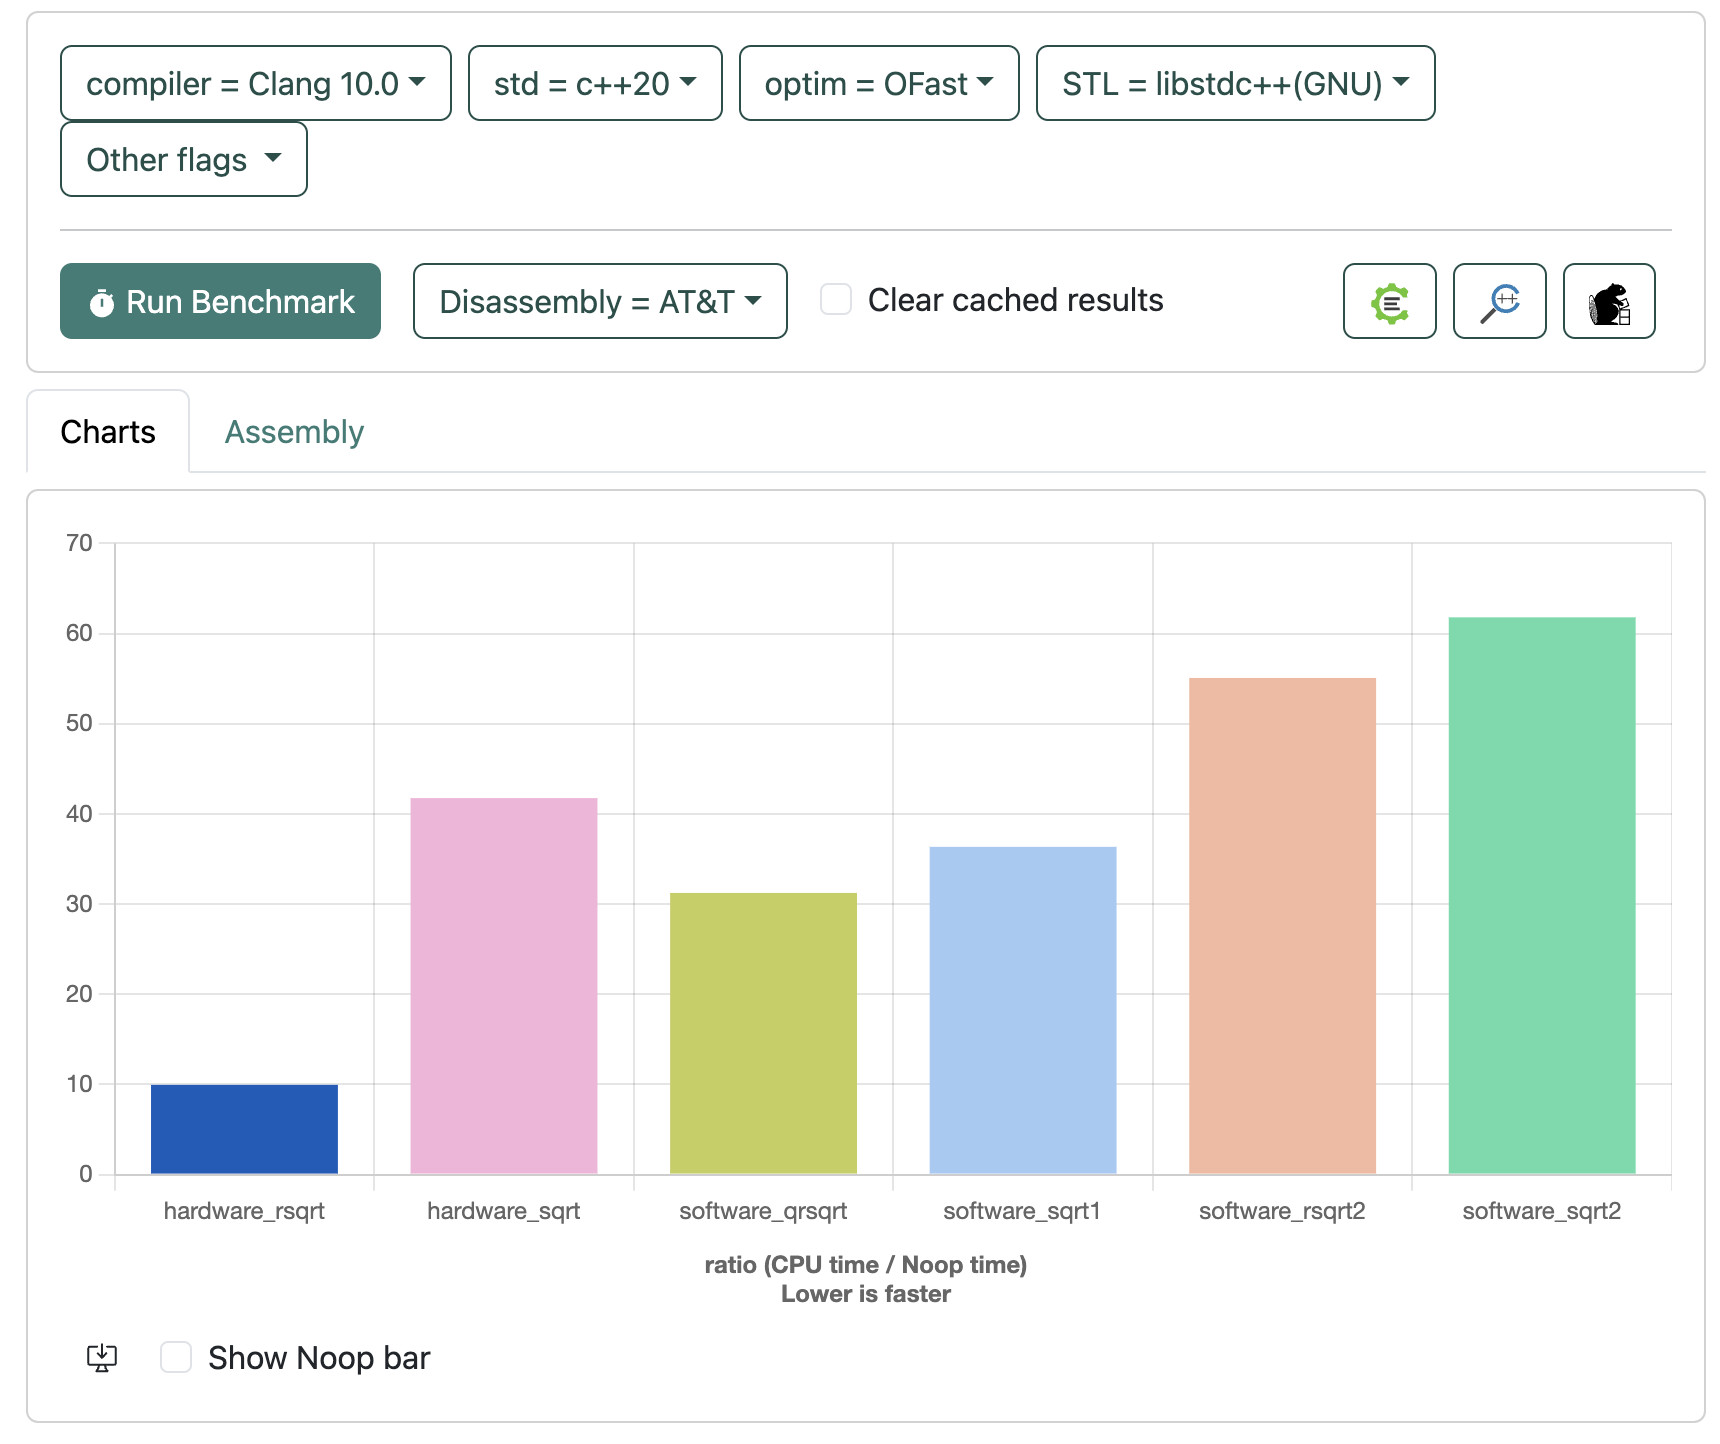 compiler = Clang 10.0 std = c++20 optim = OFast STL = libstdc++(GNU)
Other flags
Run Benchmark Disassembly = AT&T Clear cached results
Charts Assembly
70
60
50
40
30
20
10
0
hardware_rsqrt hardware_sqrt software_qrsqrt software_sqrt1 software_rsqrt2 software_sqrt2
ratio (CPU time / Noop time)
Lower is faster
Show Noop bar